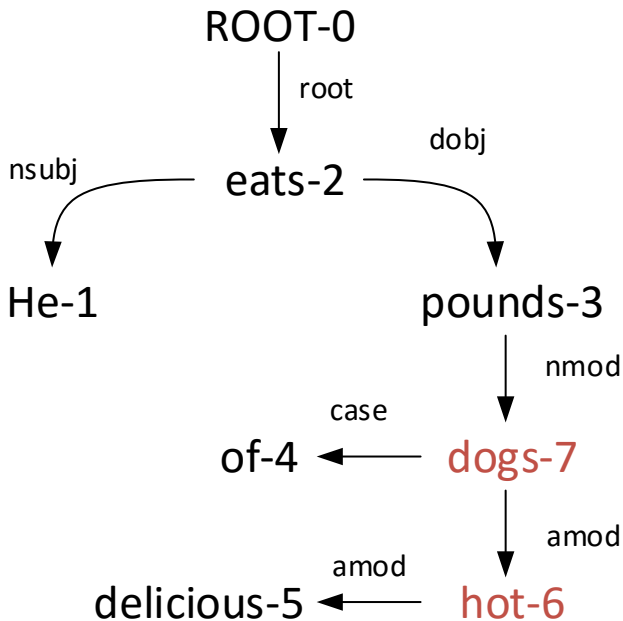 ROOT-0
root
dobj
nsubj
eats-2
He-1
pounds-3
nmod
case
of-4
dogs-7
amod
amod
delicious-5
hot-6